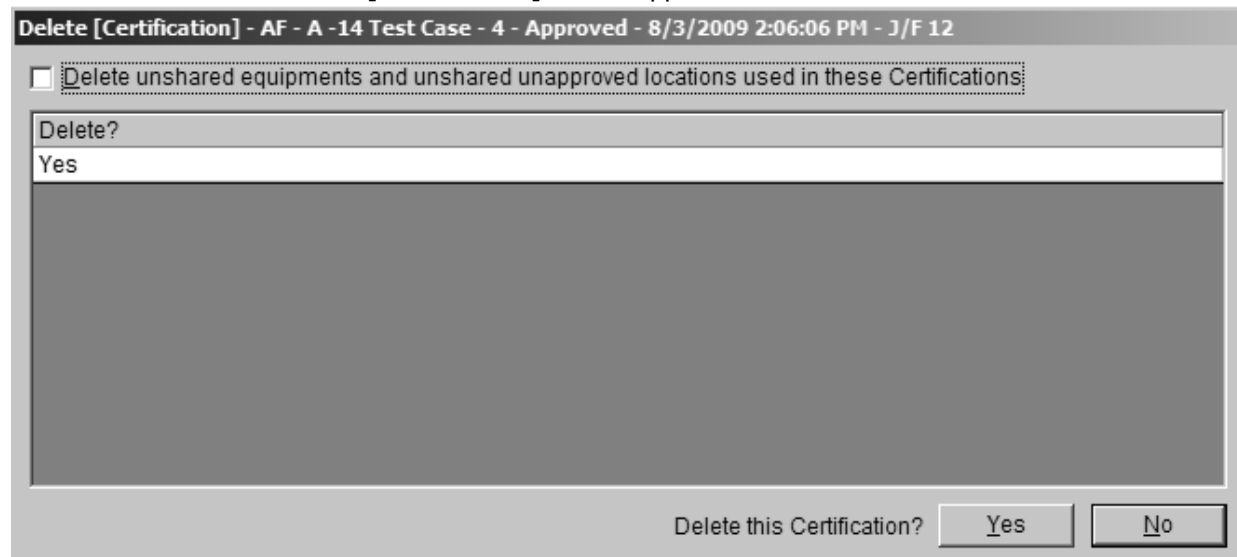 Delete [Certification] - AF - A -14 Test Case - 4 - Approved - 8/3/2009 2:06:06 PM - J/F 12
Delete unshared equipments and unshared unapproved locations used in these Certifications
Delete?
Yes
Delete this Certification? Yes No